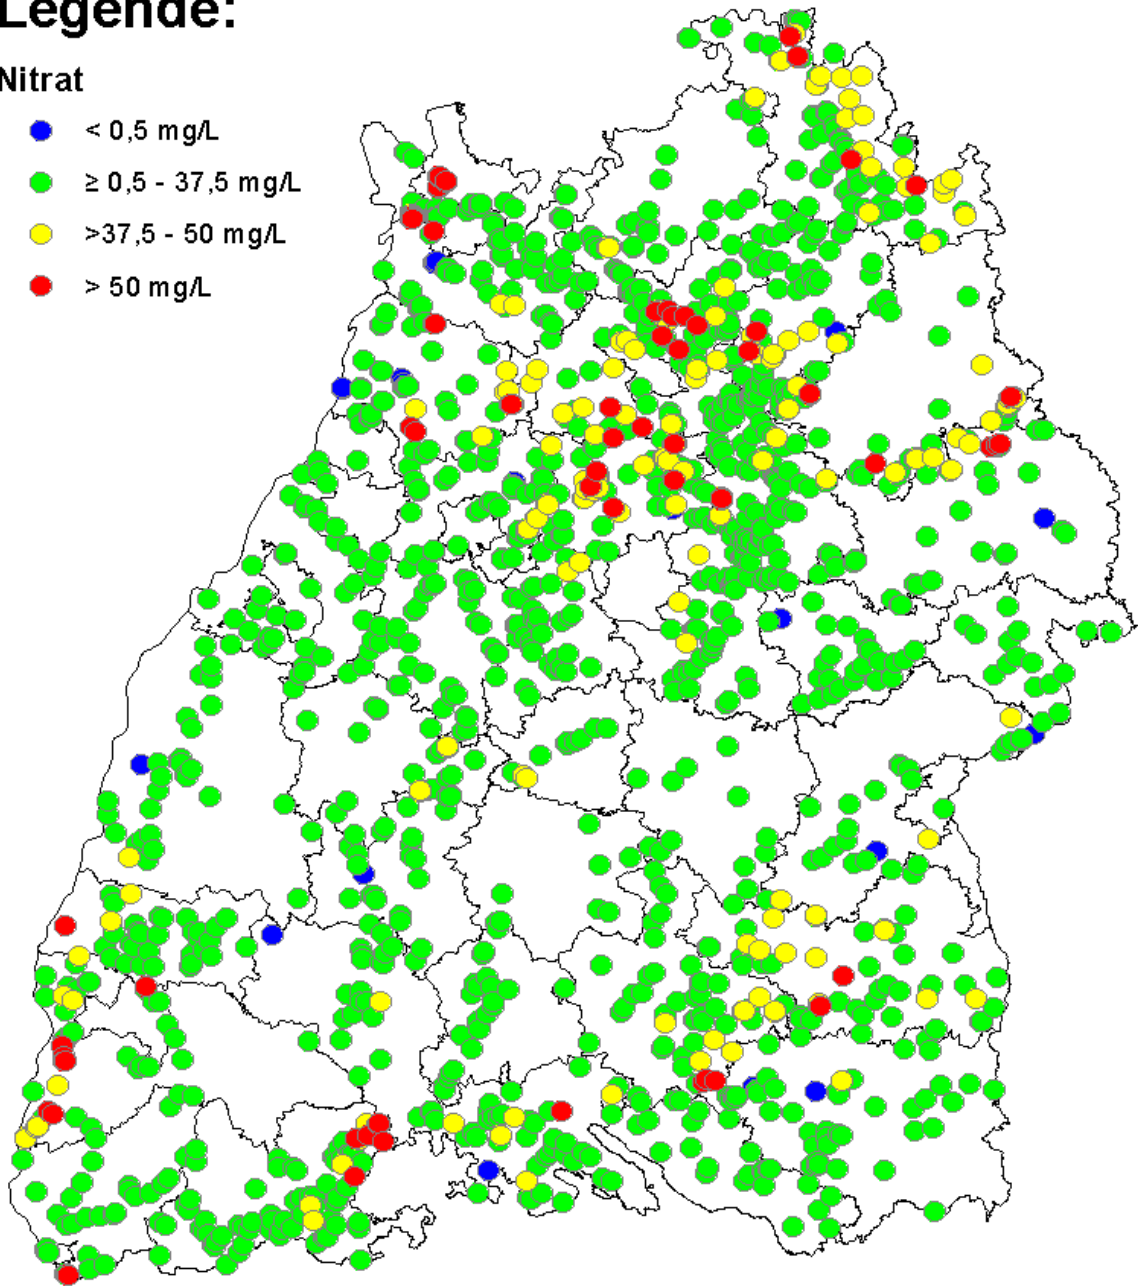 Legende:
Nitrat
< 0,5 mg/L
≥ 0,5 - 37,5 mg/L
>37,5 - 50 mg/L
> 50 mg/L